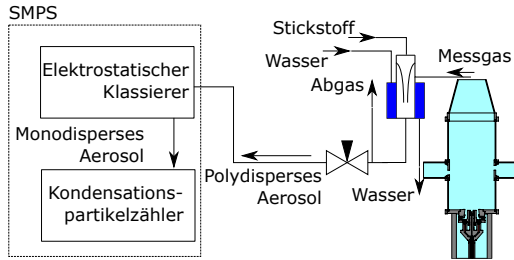 SMPS
Elektrostatischer
Klassierer
Monodisperses
Aerosol
Kondensations-
partikelzähler
Stickstoff
Wasser
Abgas
Messgas
Polydisperses
Aerosol
Wasser